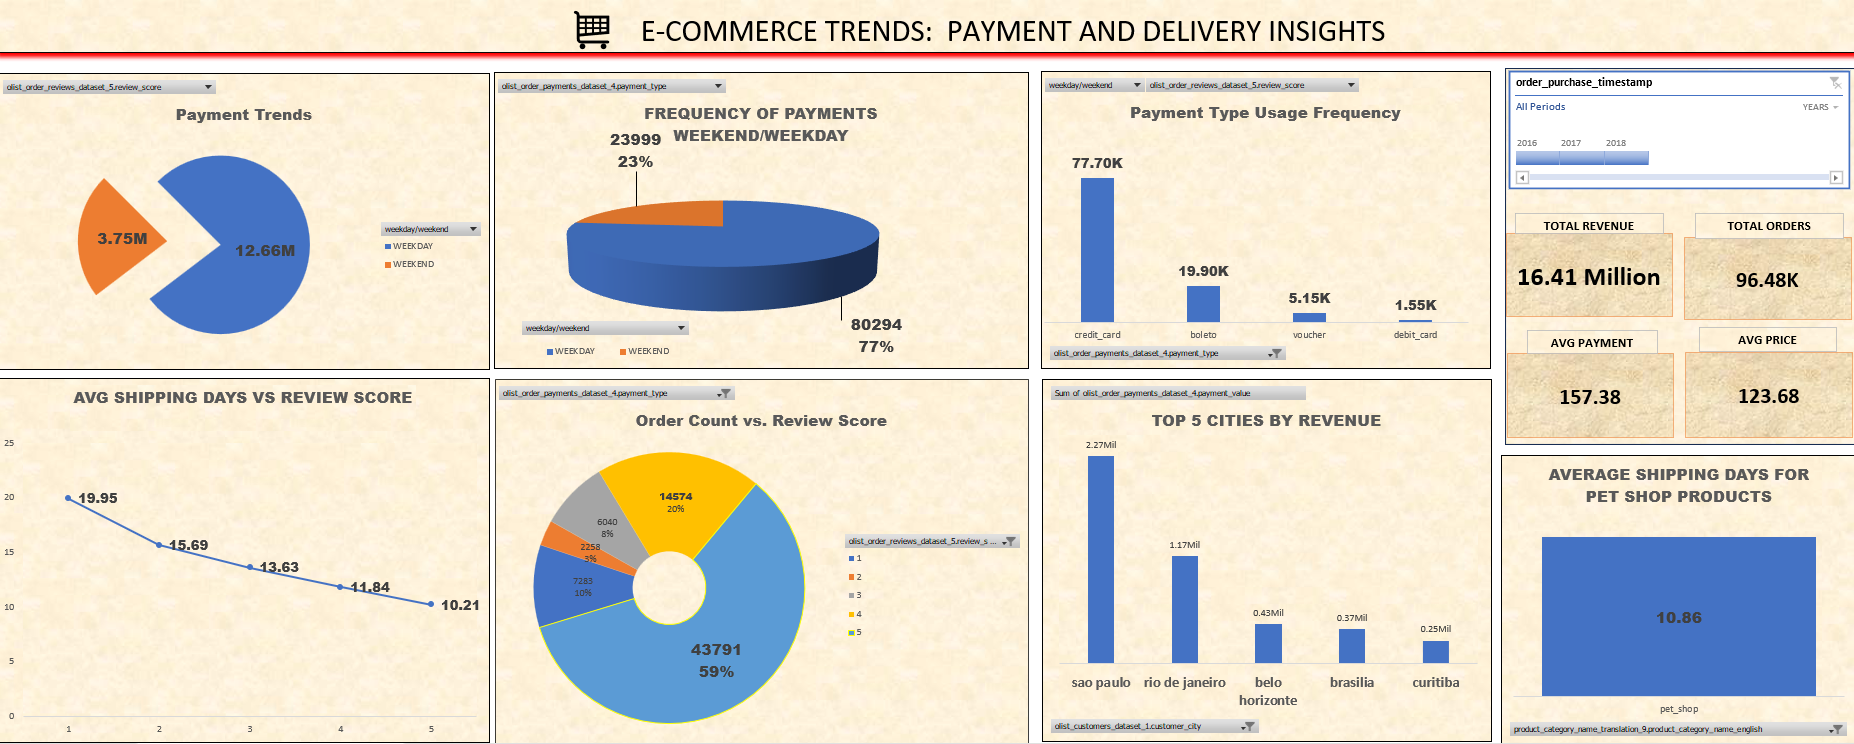 E-COMMERCE TRENDS:  PAYMENT AND DELIVERY INSIGHTS
olist_order_reviews_dataset_5.review_score
Payment Trends
3.75M
12.66M
weekday/weekend
WEEKDAY
WEEKEND
olist_order_payments_dataset_4.payment_type
FREQUENCY OF PAYMENTS
WEEKEND/WEEKDAY
23999
23%
80294
77%
weekday/weekend
WEEKDAY WEEKEND
weekday/weekend olist_order_reviews_dataset_5.review_score
Payment Type Usage Frequency
77.70K
19.90K
5.15K
1.55K
credit_card boleto voucher debit_card
olist_order_payments_dataset_4.payment_type
order_purchase_timestamp
All Periods YEARS
2016 2017 2018
TOTAL REVENUE
16.41 Million
TOTAL ORDERS
96.48K
AVG PAYMENT
157.38
AVG PRICE
123.68
AVG SHIPPING DAYS VS REVIEW SCORE
25
20
15
10
5
0
19.95
15.69
13.63
11.84
10.21
1 2 3 4 5
olist_order_payments_dataset_4.payment_type
Order Count vs. Review Score
14574
20%
6040
8%
2258
3%
7283
10%
43791
59%
olist_order_reviews_dataset_5.review_s ...
1
2
3
4
5
Sum of olist_order_payments_dataset_4.payment_value
TOP 5 CITIES BY REVENUE
2.27Mil
1.17Mil
0.43Mil
0.37Mil
0.25Mil
sao paulo rio de janeiro belo horizonte brasilia curitiba
olist_customers_dataset_1.customer_city
AVERAGE SHIPPING DAYS FOR
PET SHOP PRODUCTS
10.86
pet_shop
product_category_name_translation_9.product_category_name_english